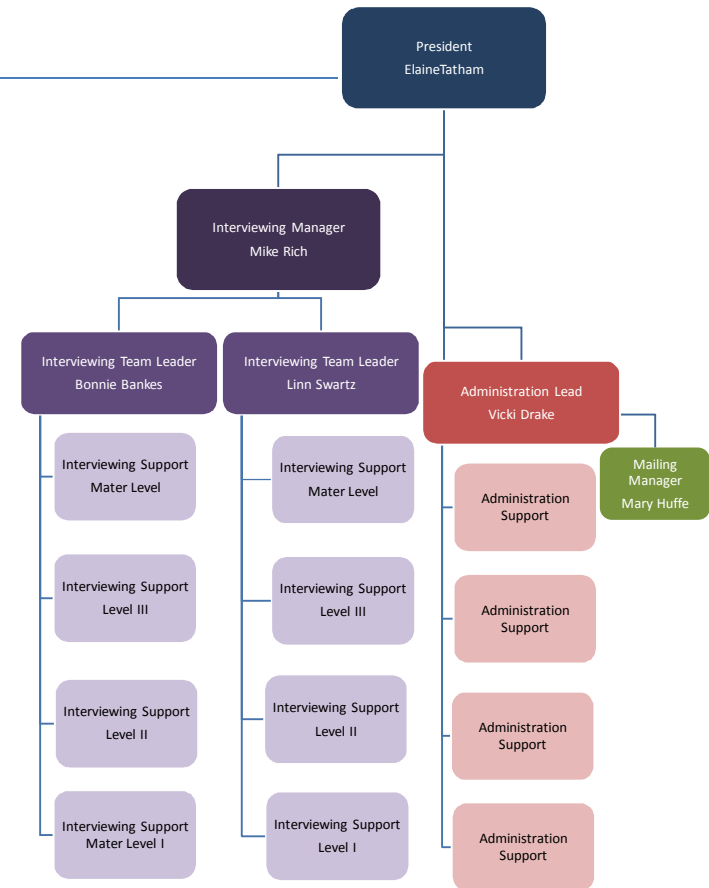 President
ElaineTatham
Interviewing Manager
Mike Rich
Interviewing Team Leader
Bonnie Bankes
Interviewing Team Leader
Linn Swartz
Administration Lead
Vicki Drake
Mailing
Manager
Mary Huffe
Interviewing Support
Mater Level
Interviewing Support
Level III
Interviewing Support
Level II
Interviewing Support
Mater Level I
Interviewing Support
Mater Level
Interviewing Support
Level III
Interviewing Support
Level II
Interviewing Support
Level I
Administration
Support
Administration
Support
Administration
Support
Administration
Support